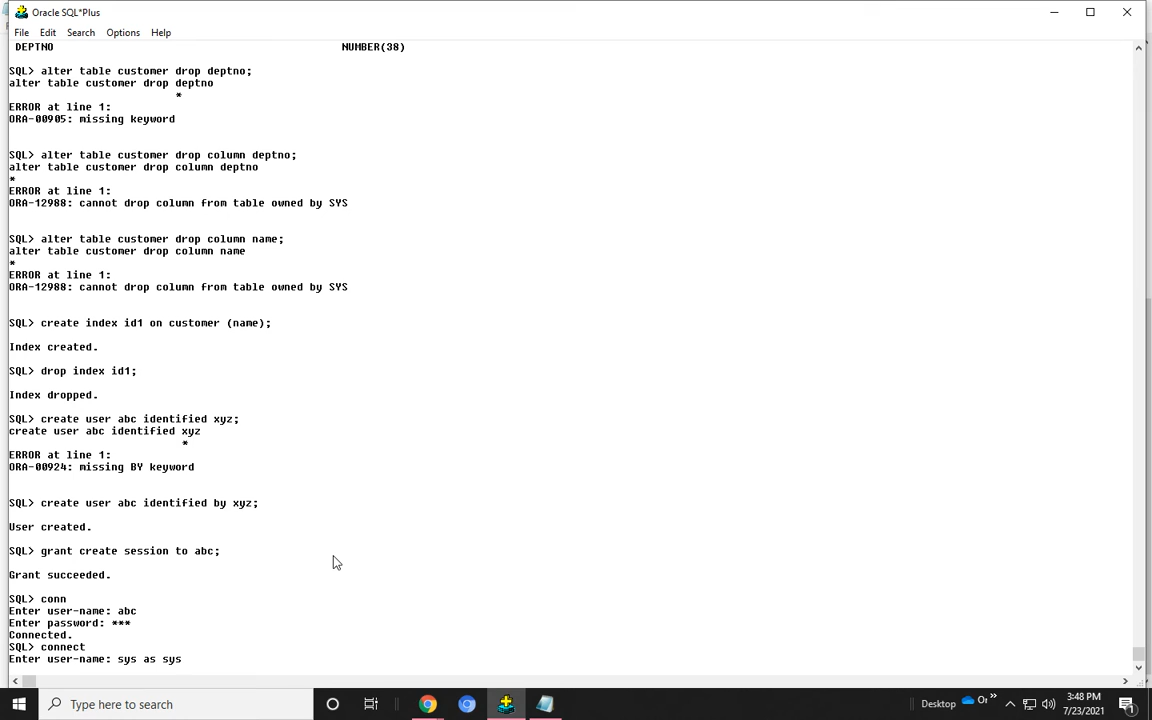 Oracle SQL*Plus
File Edit Search Options Help
DEPTNO NUMBER(38)
SQL> alter table customer drop deptno;
alter table customer drop deptno
*
ERROR at line 1:
ORA-00905: missing keyword
SQL> alter table customer drop column deptno;
alter table customer drop column deptno
*
ERROR at line 1:
ORA-12988: cannot drop column from table owned by SYS
SQL> alter table customer drop column name;
alter table customer drop column name
*
ERROR at line 1:
ORA-12988: cannot drop column from table owned by SYS
SQL> create index id1 on customer (name);
Index created.
SQL> drop index id1;
Index dropped.
SQL> create user abc identified xyz;
create user abc identified xyz
*
ERROR at line 1:
ORA-00924: missing BY keyword
SQL> create user abc identified by xyz;
User created.
SQL> grant create session to abc;
Grant succeeded.
SQL> conn
Enter user-name: abc
Enter password: ***
Connected.
SQL> connect
Enter user-name: sys as sys
Type here to search
Desktop
Or
3:48 PM
7/23/2021
1